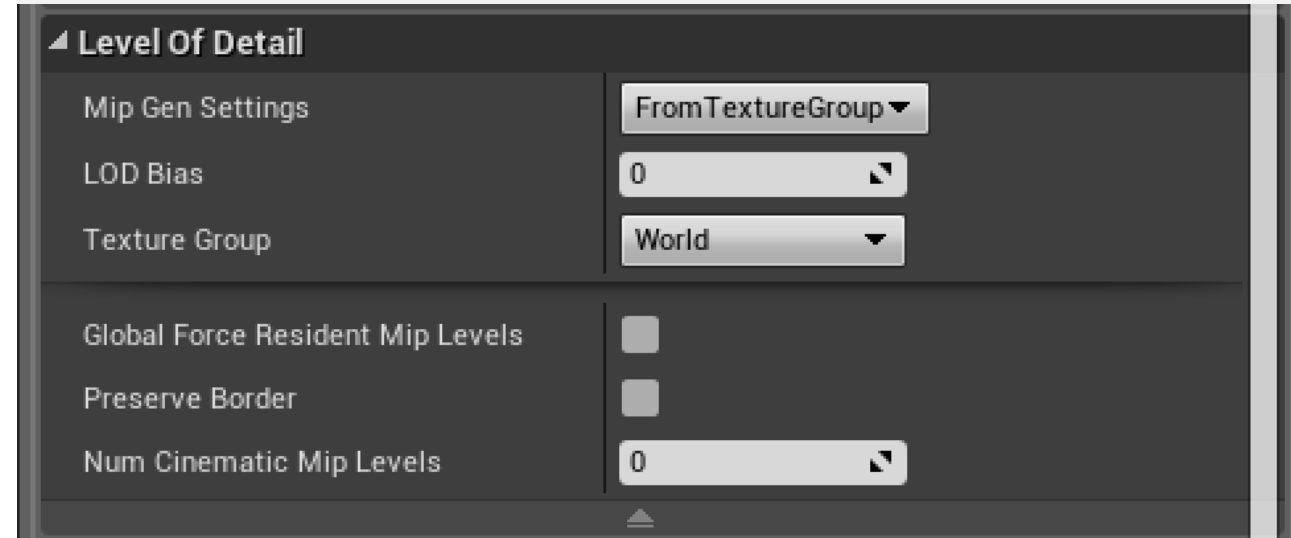 Level Of Detail
Mip Gen Settings FromTextureGroup
LOD Bias 0
Texture Group World
Global Force Resident Mip Levels
Preserve Border
Num Cinematic Mip Levels 0